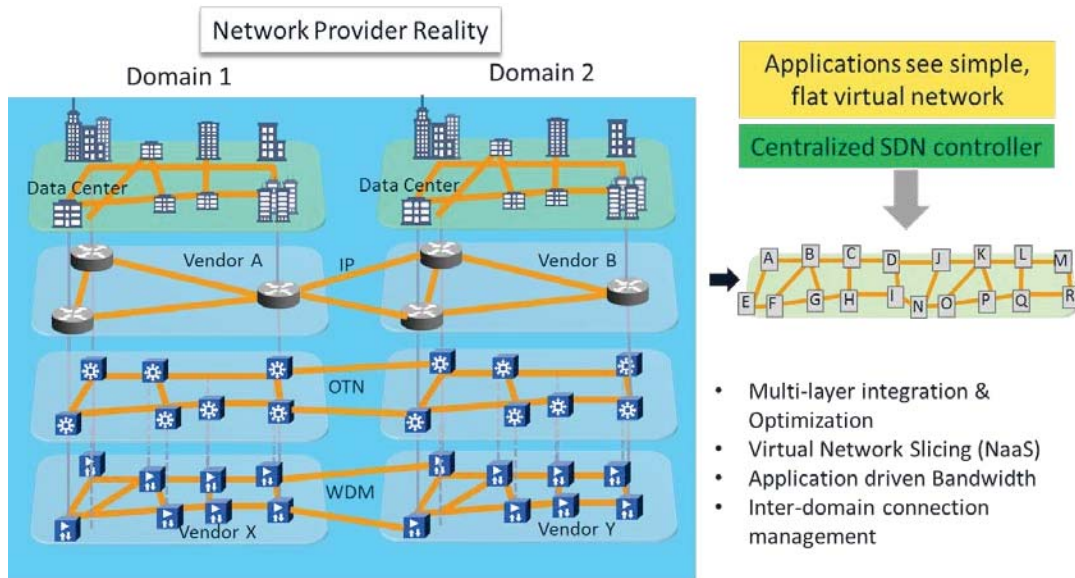 Network Provider Reality
Domain 1
Domain 2
Data Center
Data Center
Vendor A
IP
Vendor B
OTN
WDM
Vendor X
Vendor Y
Applications see simple,
flat virtual network
Centralized SDN controller
A B C D J K L M
E F G H I N O P Q R
• Multi-layer integration &
Optimization
• Virtual Network Slicing (NaaS)
• Application driven Bandwidth
• Inter-domain connection
management